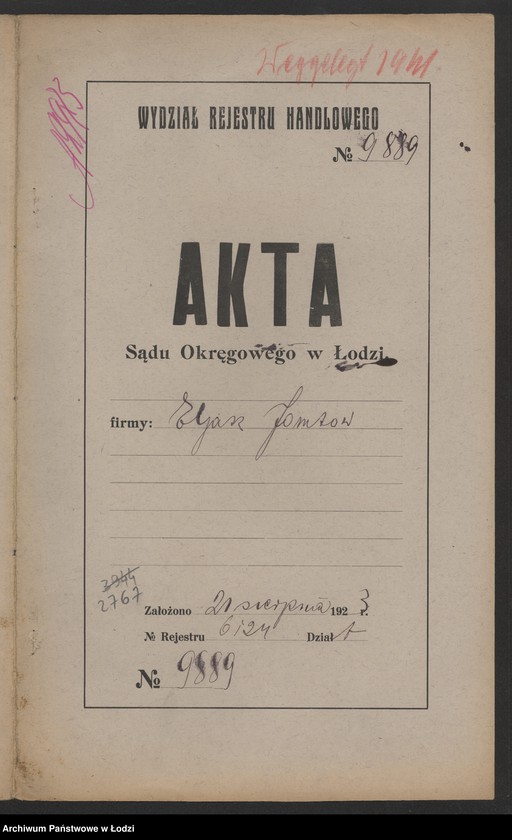 Weggelegt 1941
WYDZIAŁ REJESTRU HANDLOWEGO
№ 9889
AKTA
Sądu Okręgowego w Łodzi.
firmy: Eljasz Jomtow
3944
2767
Założono 21 sierpnia 1923 r.
№ Rejestru 6124 Dział A
№ 9889
Archiwum Państwowe w Łodzi